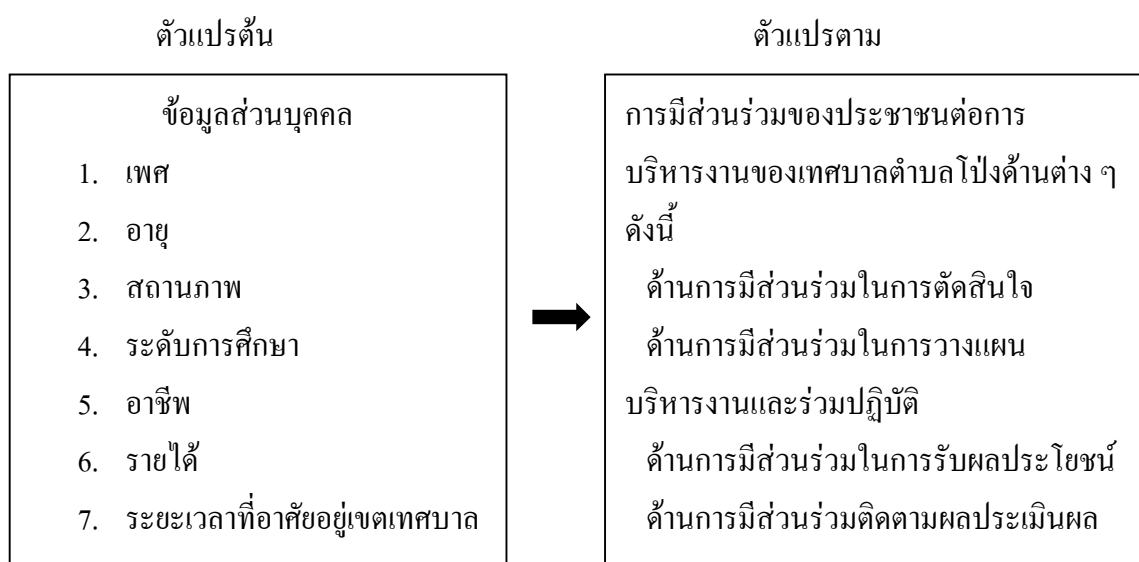 ตัวแปรต้น
ข้อมูลส่วนบุคคล
1. เพศ
2. อายุ
3. สถานภาพ
4. ระดับการศึกษา
5. อาชีพ
6. รายได้
7. ระยะเวลาที่อาศัยอยู่เขตเทศบาล
ตัวแปรตาม
การมีส่วนร่วมของประชาชนต่อการ
บริหารงานของเทศบาลตำบลโป่งด้านต่าง ๆ
ดังนี้
ด้านการมีส่วนร่วมในการตัดสินใจ
ด้านการมีส่วนร่วมในการวางแผน
บริหารงานและร่วมปฏิบัติ
ด้านการมีส่วนร่วมในการรับผลประโยชน์
ด้านการมีส่วนร่วมติดตามผลประเมินผล